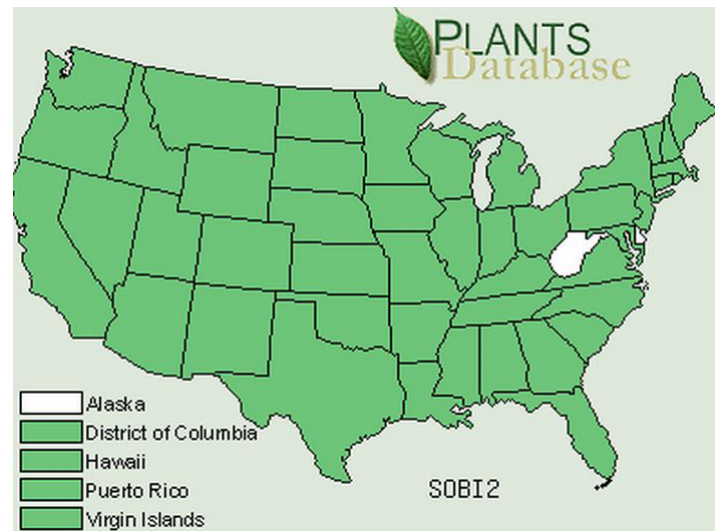 PLANTS
Database
Alaska
District of Columbia
Hawaii
Puerto Rico
Virgin Islands
SOBI2